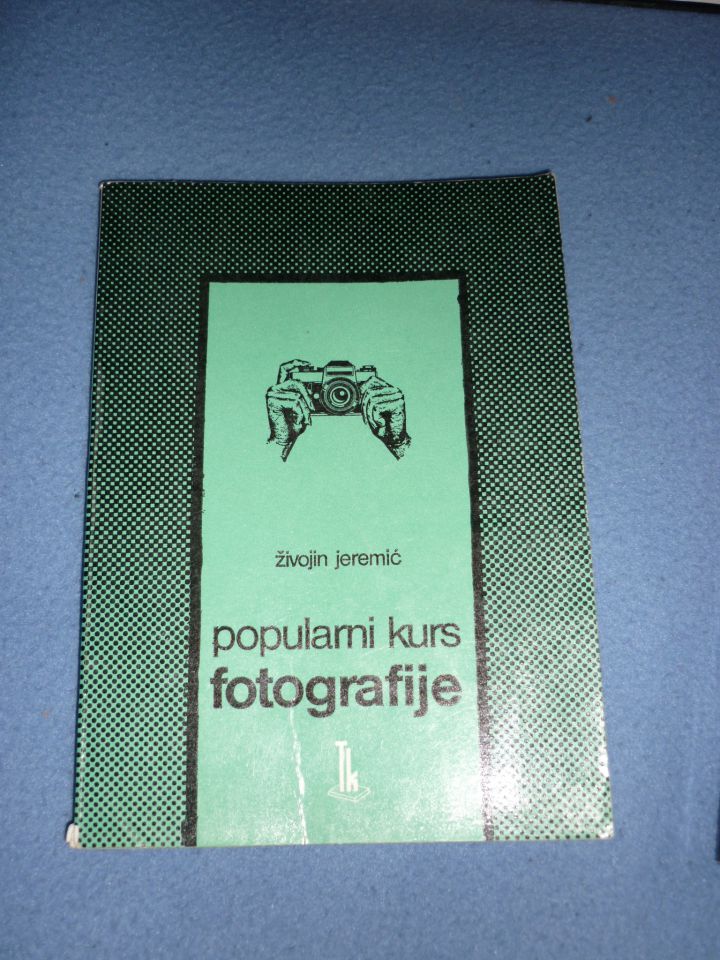 živojin jeremić
popularni kurs
fotografije
Tk